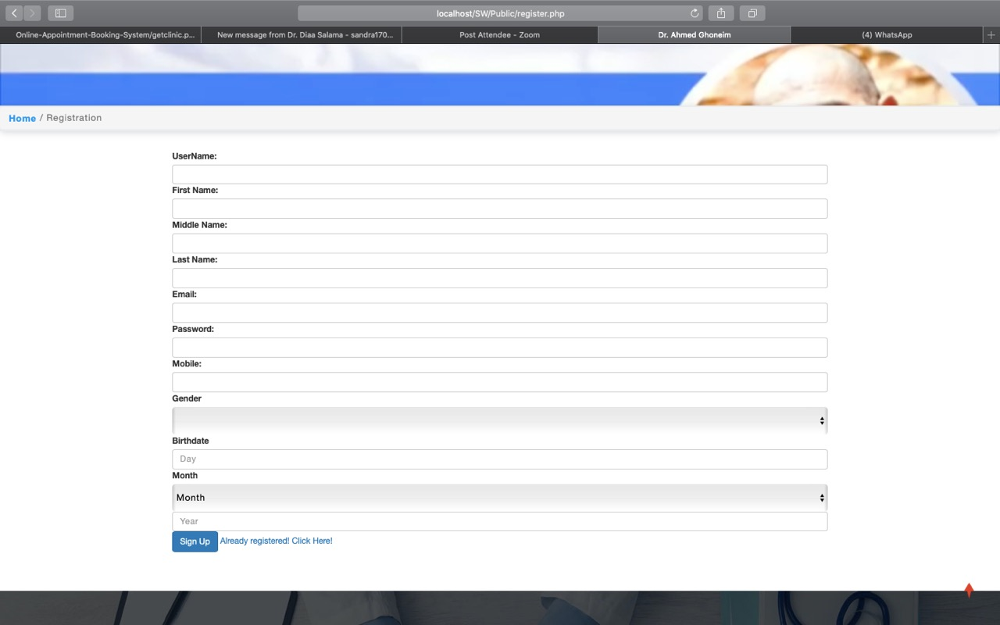 localhost/SW/Public/register.php
Online-Appointment-Booking-System/getclinic.p...
New message from Dr. Diaa Salama - sandra170...
Post Attendee - Zoom
Dr. Ahmed Ghoneim
(4) WhatsApp
Home / Registration
UserName:
First Name:
Middle Name:
Last Name:
Email:
Password:
Mobile:
Gender
Birthdate
Day
Month
Month
Year
Sign Up Already registered! Click Here!